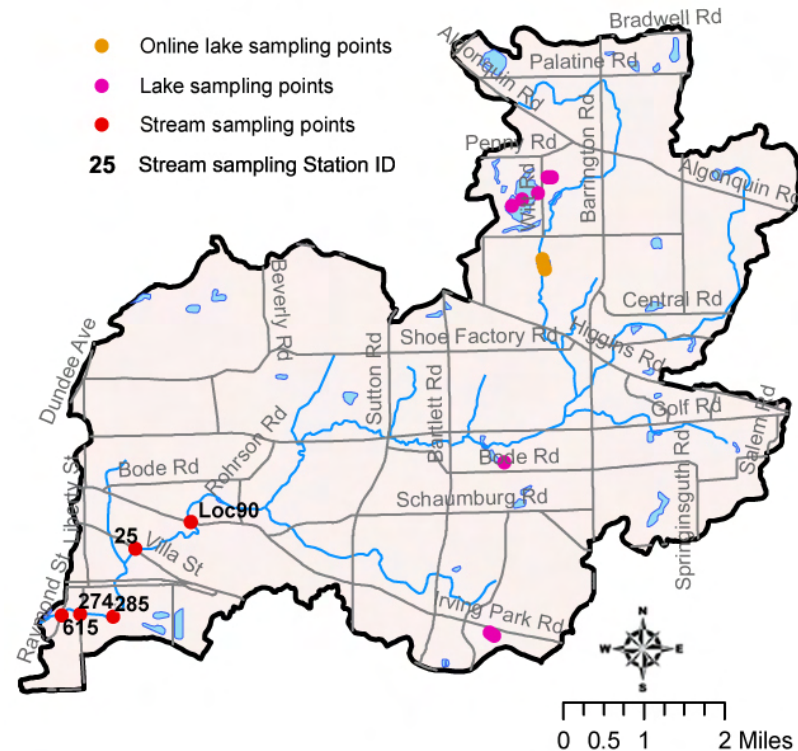 Bradwell Rd
Online lake sampling points
Algonquin Rd
Palatine Rd
Lake sampling points
Stream sampling points
Barrington Rd
Penny Rd
25 Stream sampling Station ID
Algonquin Rd
Rd
Beverly Rd
Central Rd
Dundee Ave
Shoe Factory Rd
Higgins Rd
Sutton Rd
Bartlett Rd
Golf Rd
Salem Rd
Rohrson Rd
Bode Rd
Bode Rd
Springinsguth Rd
Liberty St
Schaumburg Rd
Loc90
25
Villa St
Raymond St
274
285
615
Irving Park Rd
N
W
E
S
0 0.5 1 2 Miles